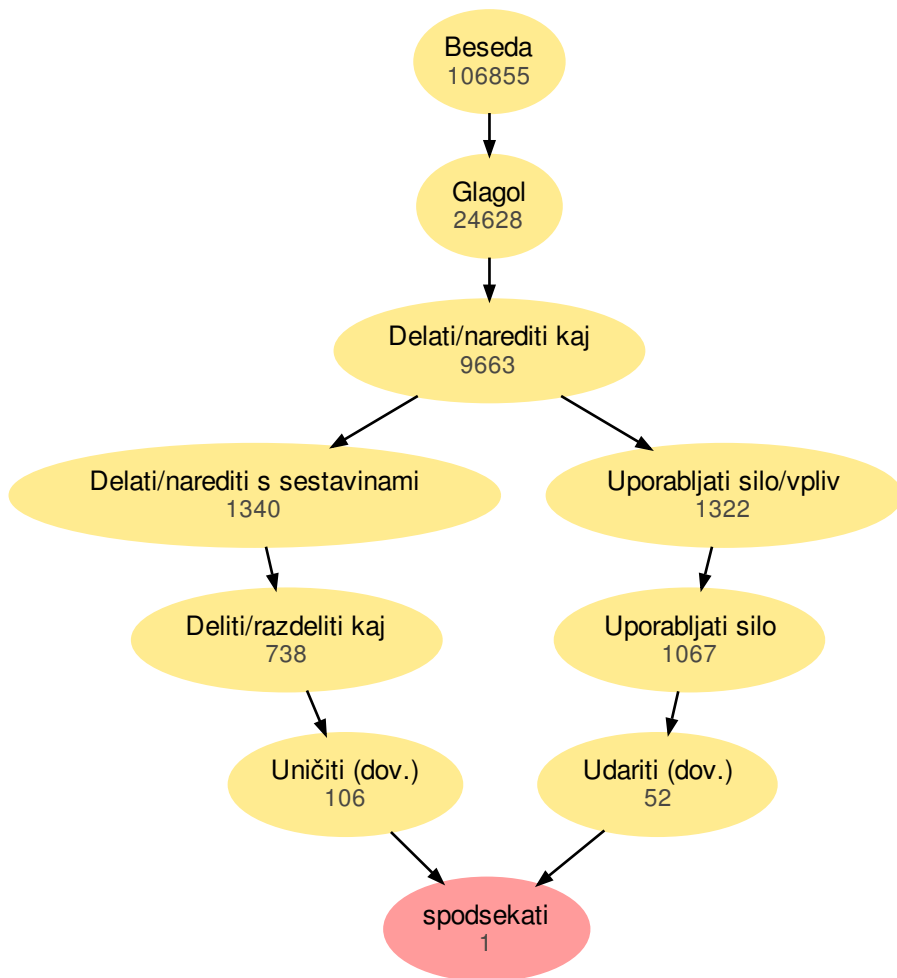 Beseda
106855
Glagol
24628
Delati/narediti kaj
9663
Delati/narediti s sestavinami
1340
Uporabljati silo/vpliv
1322
Deliti/razdeliti kaj
738
Uporabljati silo
1067
Uničiti (dov.)
106
Udariti (dov.)
52
spodsekati
1